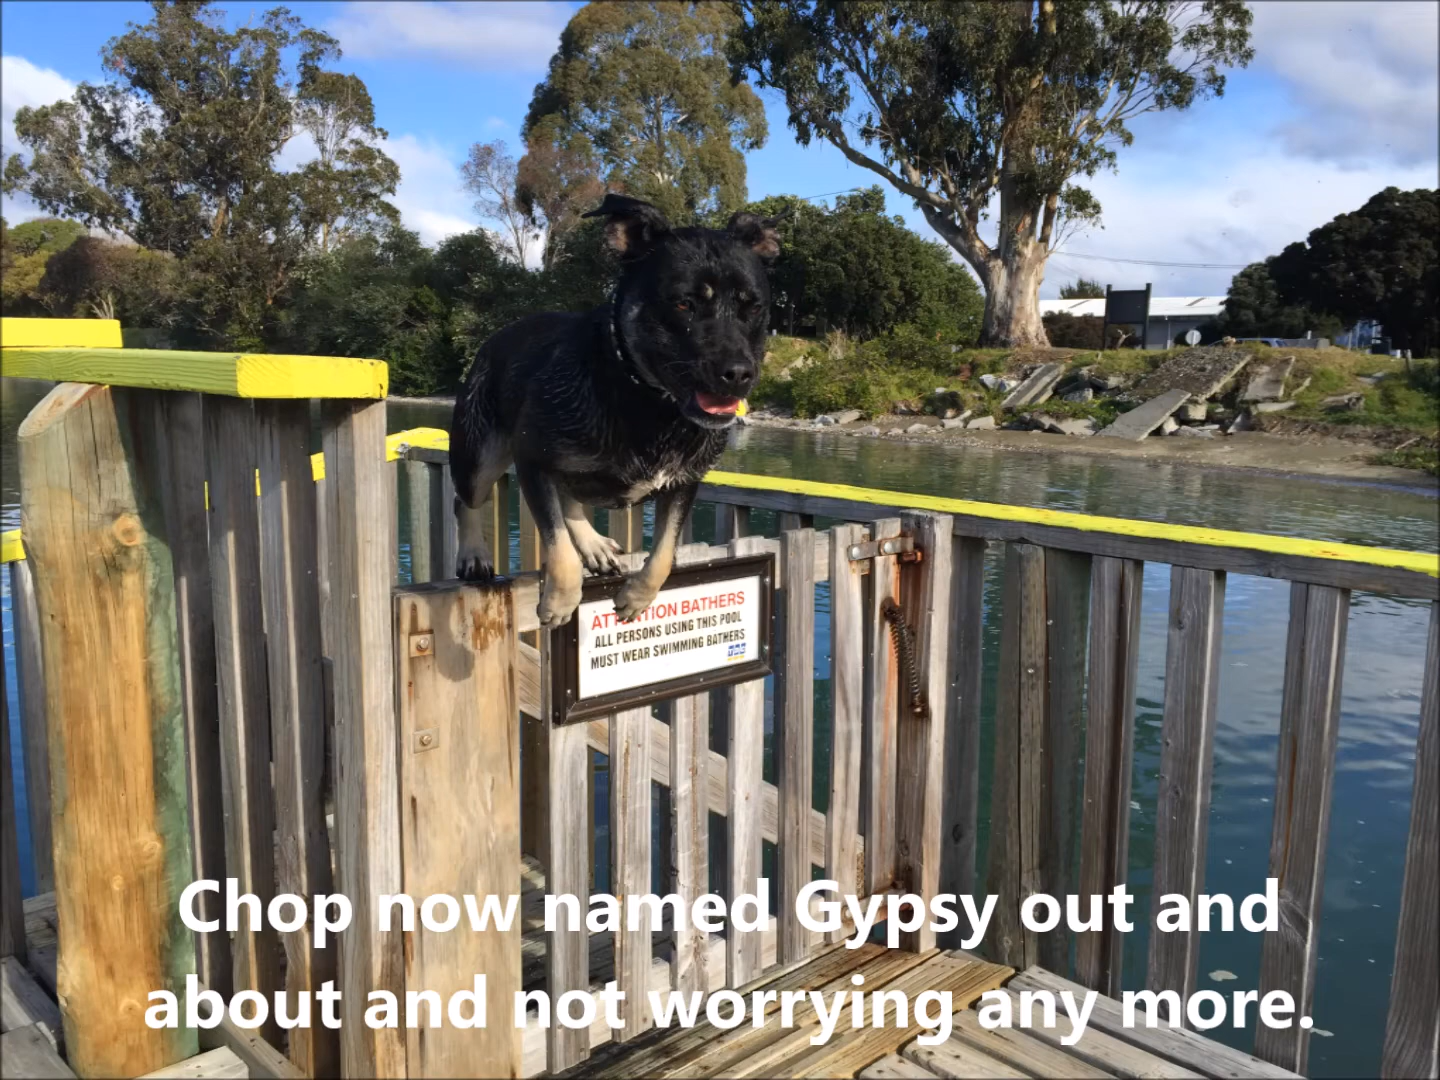 ATTENTION BATHERS
ALL PERSONS USING THIS POOL
MUST WEAR SWIMMING BATHERS
Chop now named Gypsy out and
about and not worrying any more.